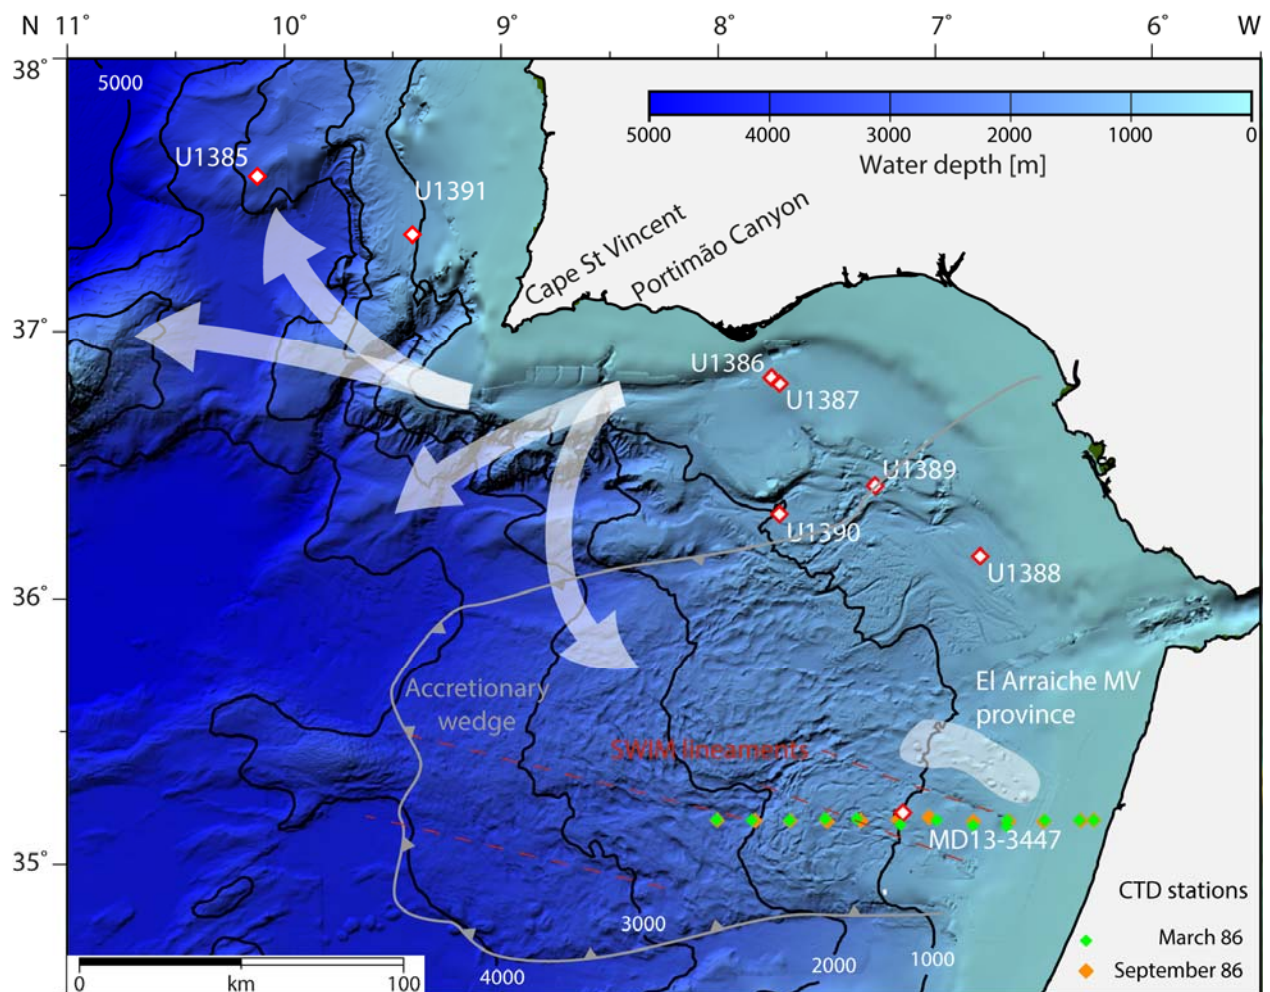 N 11° 10° 9° 8° 7° 6° W
38°
5000
5000 4000 3000 2000 1000 0
Water depth [m]
U1385
U1391
Cape St Vincent
Portimão Canyon
37°
U1386
U1387
U1389
U1390
U1388
36°
Accretionary
wedge
El Arraiche MV
province
SWIM lineaments
MD13-3447
35°
CTD stations
3000
March 86
2000
1000
4000
September 86
0 km 100